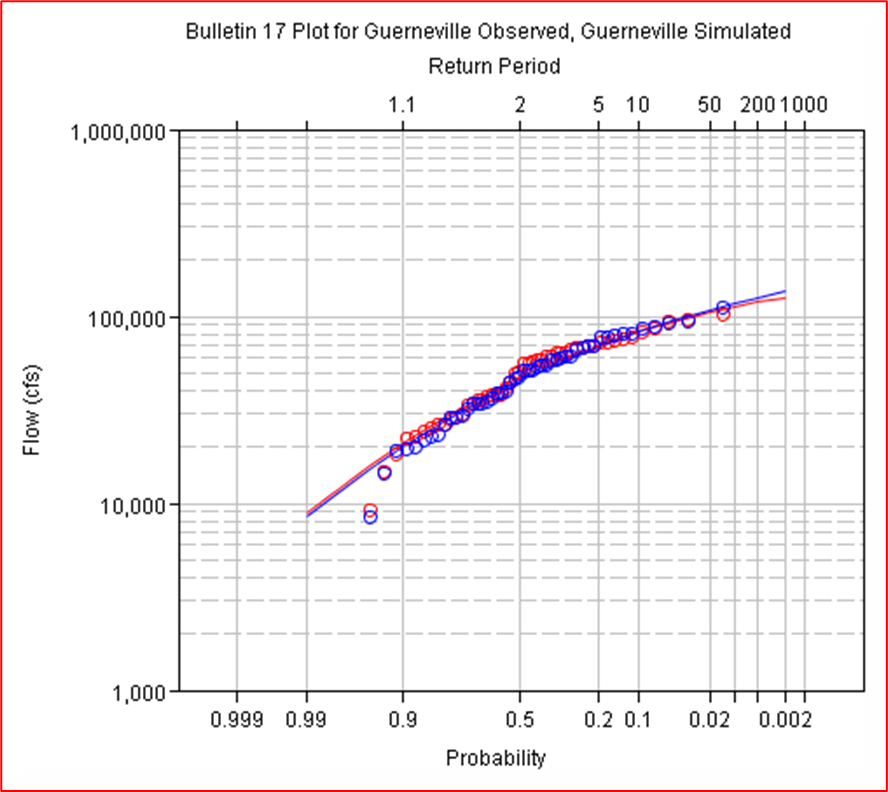 Bulletin 17 Plot for Guerneville Observed, Guerneville Simulated
Return Period
1.1 2 5 10 50 200 1000
1,000,000
100,000
Flow (cfs)
10,000
1,000
0.999 0.99 0.9 0.5 0.2 0.1 0.02 0.002
Probability